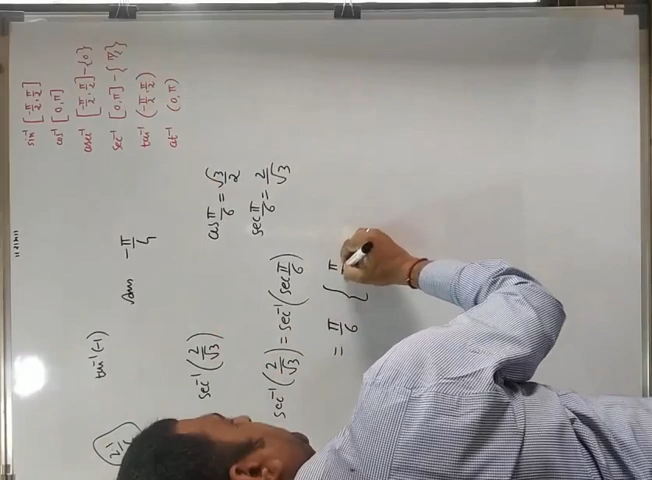 sin⁻¹ [-π/2, π/2]
cos⁻¹ [0, π]
cosec⁻¹ [-π/2, π/2] - {0}
sec⁻¹ [0, π] - {π/2}
tan⁻¹ (-π/2, π/2)
cot⁻¹ (0, π)
tan⁻¹(-1)
Ans -π/4
sec⁻¹(2/√3)
cos π/6 = √3/2
sec π/6 = 2/√3
sec⁻¹(2/√3) = sec⁻¹(sec π/6)
= π/6 { π